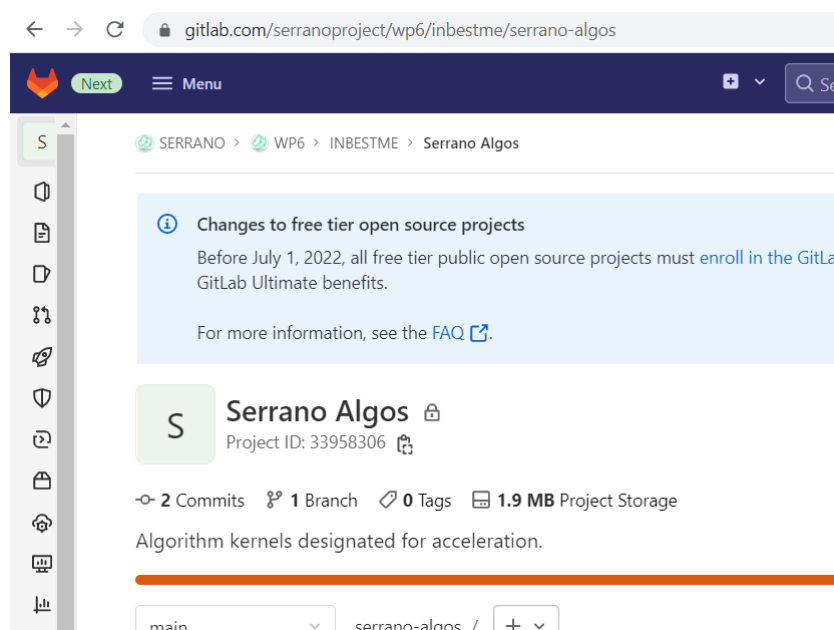 gitlab.com/serranoproject/wp6/inbestme/serrano-algos
Next
Menu
S
SERRANO > WP6 > INBESTME > Serrano Algos
Changes to free tier open source projects
Before July 1, 2022, all free tier public open source projects must enroll in the
GitLab Ultimate benefits.
For more information, see the FAQ.
S
Serrano Algos
Project ID: 33958306
2 Commits 1 Branch 0 Tags 1.9 MB Project Storage
Algorithm kernels designated for acceleration.
main
serrano-algos /